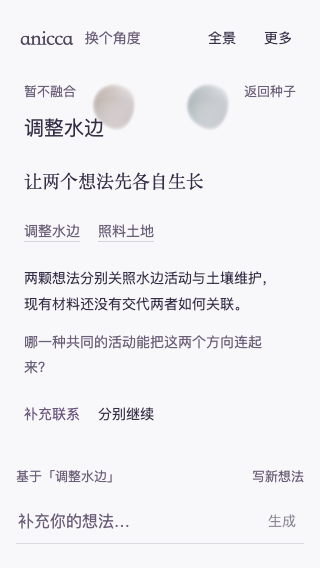 anicca 换个角度 全景 更多
暂不融合 返回种子
调整水边
让两个想法先各自生长
调整水边 照料土地
两颗想法分别关照水边活动与土壤维护，
现有材料还没有交代两者如何关联。
哪一种共同的活动能把这两个方向连起
来？
补充联系 分别继续
基于「调整水边」 写新想法
补充你的想法… 生成